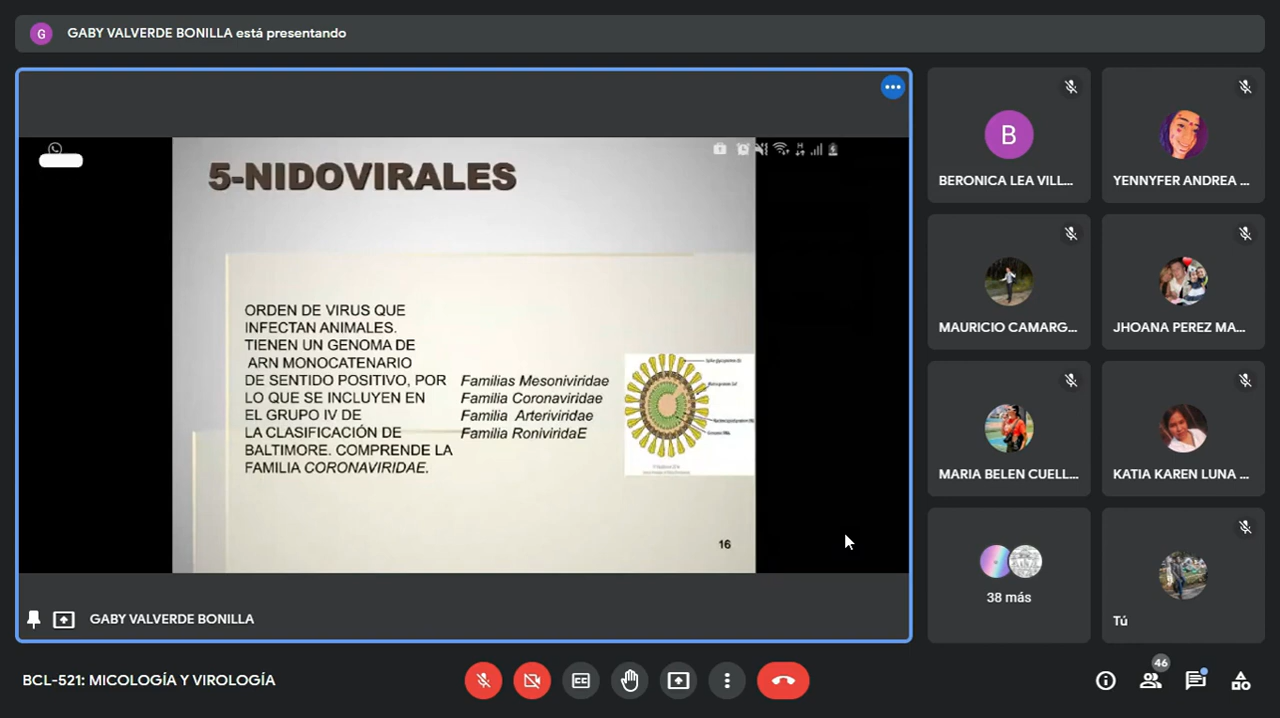 G
GABY VALVERDE BONILLA está presentando
5-NIDOVIRALES
ORDEN DE VIRUS QUE
INFECTAN ANIMALES.
TIENEN UN GENOMA DE
ARN MONOCATENARIO
DE SENTIDO POSITIVO, POR
LO QUE SE INCLUYEN EN
EL GRUPO IV DE
LA CLASIFICACIÓN DE
BALTIMORE. COMPRENDE LA
FAMILIA CORONAVIRIDAE.
Familias Mesoniviridae
Familia Coronaviridae
Familia Arteriviridae
Familia RoniviridaE
16
GABY VALVERDE BONILLA
B
BERONICA LEA VILL...
YENNYFER ANDREA ...
MAURICIO CAMARG...
JHOANA PEREZ MA...
MARIA BELEN CUELL...
KATIA KAREN LUNA ...
38 más
Tú
BCL-521: MICOLOGÍA Y VIROLOGÍA
CC
46